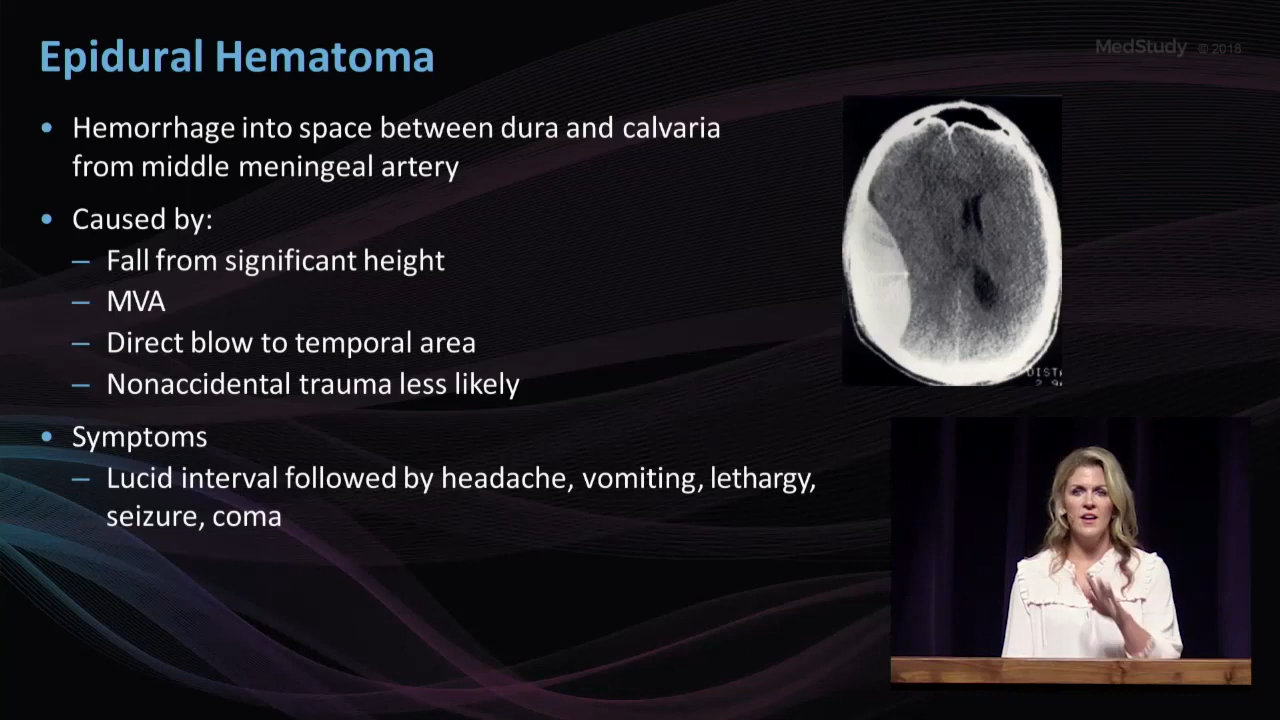 Epidural Hematoma
MedStudy © 2018
• Hemorrhage into space between dura and calvaria
from middle meningeal artery
• Caused by:
– Fall from significant height
– MVA
– Direct blow to temporal area
– Nonaccidental trauma less likely
• Symptoms
– Lucid interval followed by headache, vomiting, lethargy,
seizure, coma